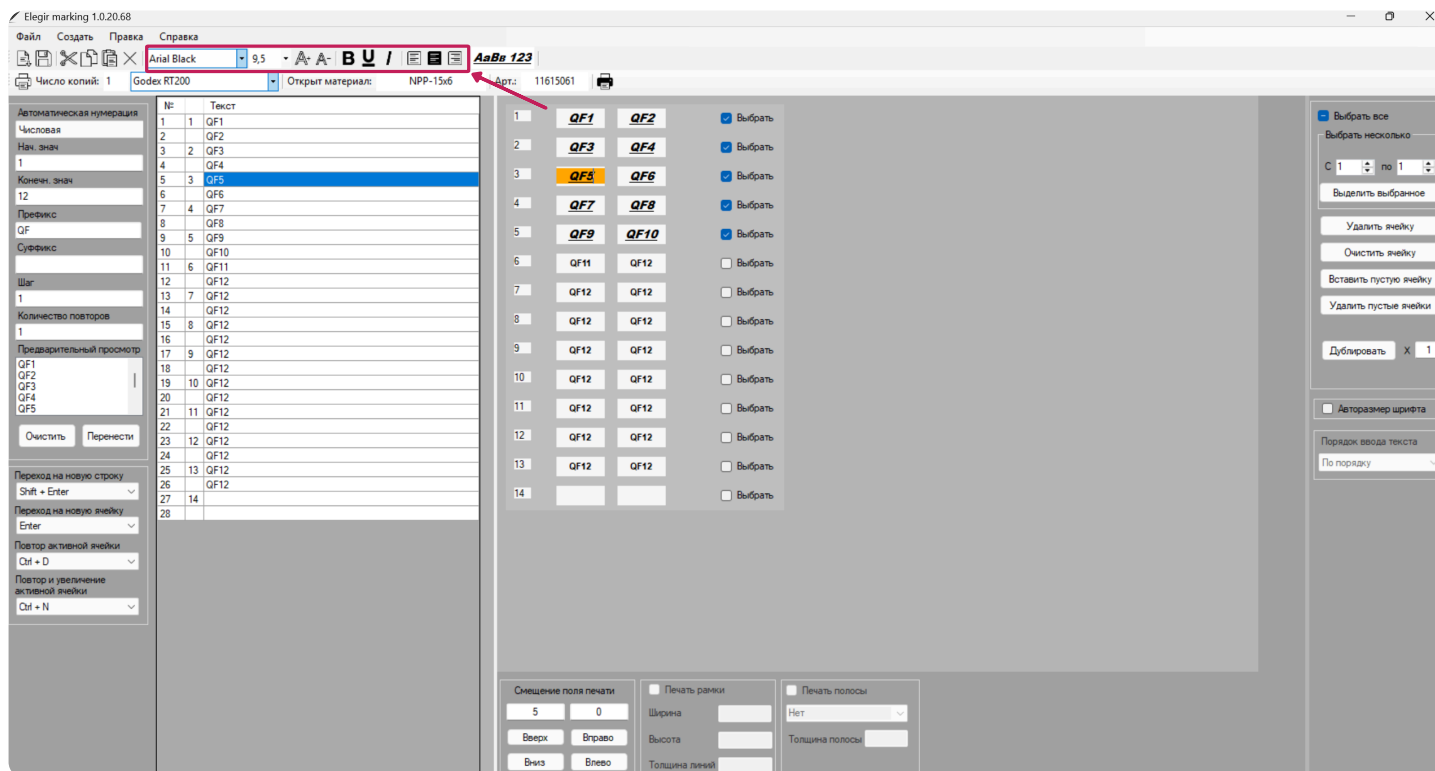 Elegir marking 1.0.20.68
Файл Создать Правка Справка
Arial Black 9,5 A+ A- B U I АаВв 123
Число копий: 1 Godex RT200 Открыт материал: NPP-15x6 Арт.: 11615061
Автоматическая нумерация
Числовая
Нач. знач
1
Конечн. знач
12
Префикс
QF
Суффикс
Шаг
1
Количество повторов
1
Предварительный просмотр
QF1
QF2
QF3
QF4
QF5
Очистить Перенести
Переход на новую строку
Shift + Enter
Переход на новую ячейку
Enter
Повтор активной ячейки
Ctrl + D
Повтор и увеличение
активной ячейки
Ctrl + N
№ Текст
1 1 QF1
2 QF2
3 2 QF3
4 QF4
5 3 QF5
6 QF6
7 4 QF7
8 QF8
9 5 QF9
10 QF10
11 6 QF11
12 QF12
13 7 QF12
14 QF12
15 8 QF12
16 QF12
17 9 QF12
18 QF12
19 10 QF12
20 QF12
21 11 QF12
22 QF12
23 12 QF12
24 QF12
25 13 QF12
26 QF12
27 14
28
1 QF1 QF2 Выбрать
2 QF3 QF4 Выбрать
3 QF5 QF6 Выбрать
4 QF7 QF8 Выбрать
5 QF9 QF10 Выбрать
6 QF11 QF12 Выбрать
7 QF12 QF12 Выбрать
8 QF12 QF12 Выбрать
9 QF12 QF12 Выбрать
10 QF12 QF12 Выбрать
11 QF12 QF12 Выбрать
12 QF12 QF12 Выбрать
13 QF12 QF12 Выбрать
14 Выбрать
Смещение поля печати
5 0
Вверх Вправо
Вниз Влево
Печать рамки
Ширина
Высота
Толщина линий
Печать полосы
Нет
Толщина полосы
Выбрать все
Выбрать несколько
С 1 по 1
Выделить выбранное
Удалить ячейку
Очистить ячейку
Вставить пустую ячейку
Удалить пустые ячейки
Дублировать X 1
Авторазмер шрифта
Порядок ввода текста
По порядку